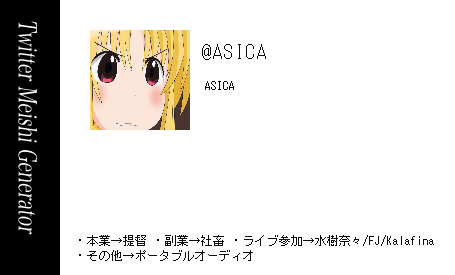 Twitter Meishi Generator
@ASICA
ASICA
・本業→提督 ・副業→社畜 ・ライブ参加→水樹奈々/FJ/Kalafina
・その他→ポータブルオーディオ